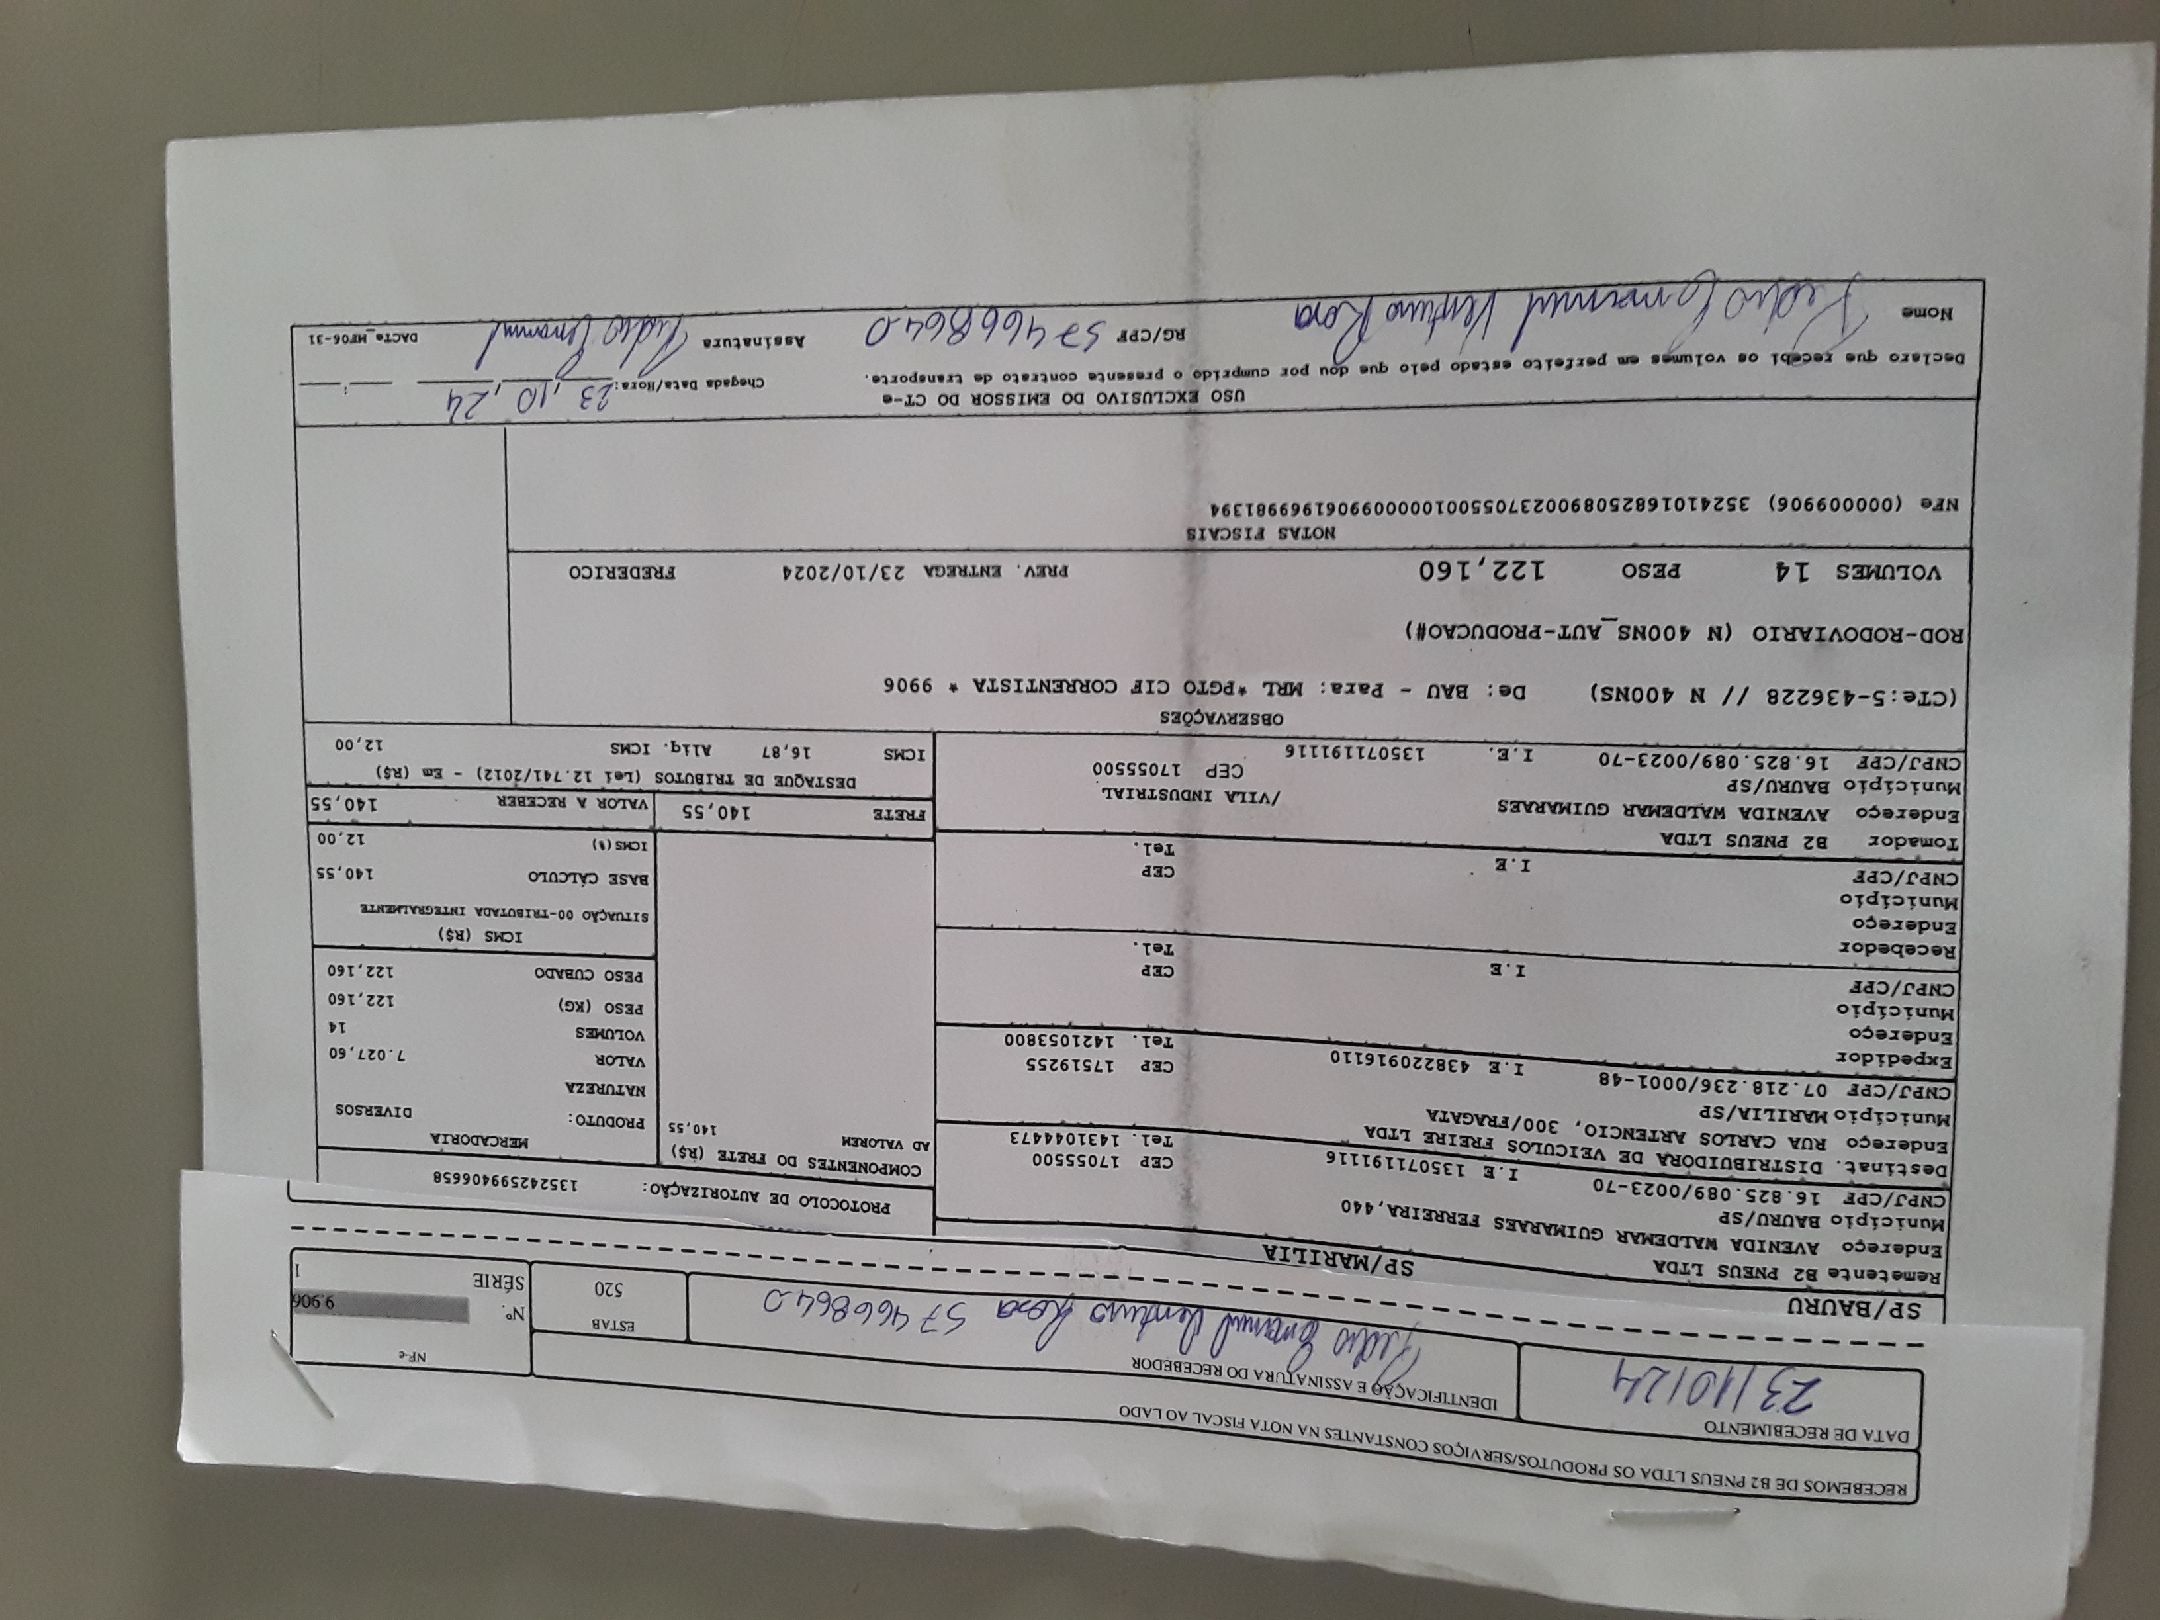 RECEBEMOS DE B2 PNEUS LTDA OS PRODUTOS/SERVIÇOS CONSTANTES NA NOTA FISCAL AO LADO
DATA DE RECEBIMENTO
23/10/24
IDENTIFICAÇÃO E ASSINATURA DO RECEBEDOR
Pedro Emanuel Ventura Rosa 574668640
ESTAB
520
NF-e
Nº. 9.906
SÉRIE 1
SP/BAURU SP/MARILIA
Remetente B2 PNEUS LTDA
Endereço AVENIDA WALDEMAR GUIMARAES FERREIRA,440
Município BAURU/SP CEP 17055500
CNPJ/CPF 16.825.089/0023-70 I.E 135071191116 Tel. 1431044473
Destinat. DISTRIBUIDORA DE VEICULOS FREIRE LTDA
Endereço RUA CARLOS ARTENCIO, 300/FRAGATA
Município MARILIA/SP CEP 17519255
CNPJ/CPF 07.218.236/0001-48 I.E 438220916110 Tel. 1421053800
Expedidor
Endereço
Município CEP
CNPJ/CPF I.E Tel.
Recebedor
Endereço
Município CEP
CNPJ/CPF I.E Tel.
Tomador B2 PNEUS LTDA
Endereço AVENIDA WALDEMAR GUIMARAES /VILA INDUSTRIAL
Município BAURU/SP CEP 17055500
CNPJ/CPF 16.825.089/0023-70 I.E. 135071191116
PROTOCOLO DE AUTORIZAÇÃO: 135242599406658
COMPONENTES DO FRETE (R$)
AD VALOREM 140,55
MERCADORIA
PRODUTO: DIVERSOS
NATUREZA
VALOR 7.027,60
VOLUMES 14
PESO (KG) 122,160
PESO CUBADO 122,160
ICMS (R$)
SITUAÇÃO 00-TRIBUTADA INTEGRALMENTE
BASE CÁLCULO 140,55
ICMS(%) 12,00
FRETE 140,55 VALOR A RECEBER 140,55
DESTAQUE DE TRIBUTOS (Lei 12.741/2012) - Em (R$)
ICMS 16,87 Aliq. ICMS 12,00
OBSERVAÇÕES
(CTe:5-436228 // N 400NS) De: BAU - Para: MRL *PGTO CIF CORRENTISTA * 9906
ROD-RODOVIARIO (N 400NS_AUT-PRODUCAO#)
VOLUMES 14 PESO 122,160 PREV. ENTREGA 23/10/2024 FREDERICO
NOTAS FISCAIS
NFe (000009906) 35241016825089002370550010000099061969981394
USO EXCLUSIVO DO EMISSOR DO CT-e
Declaro que recebi os volumes em perfeito estado pelo que dou por cumprido o presente contrato de transporte.
Chegada Data/Hora: 23,10,24
Nome Pedro Emanuel Ventura Rosa RG/CPF 574668640 Assinatura Pedro Emanuel DACTe_MF06-31